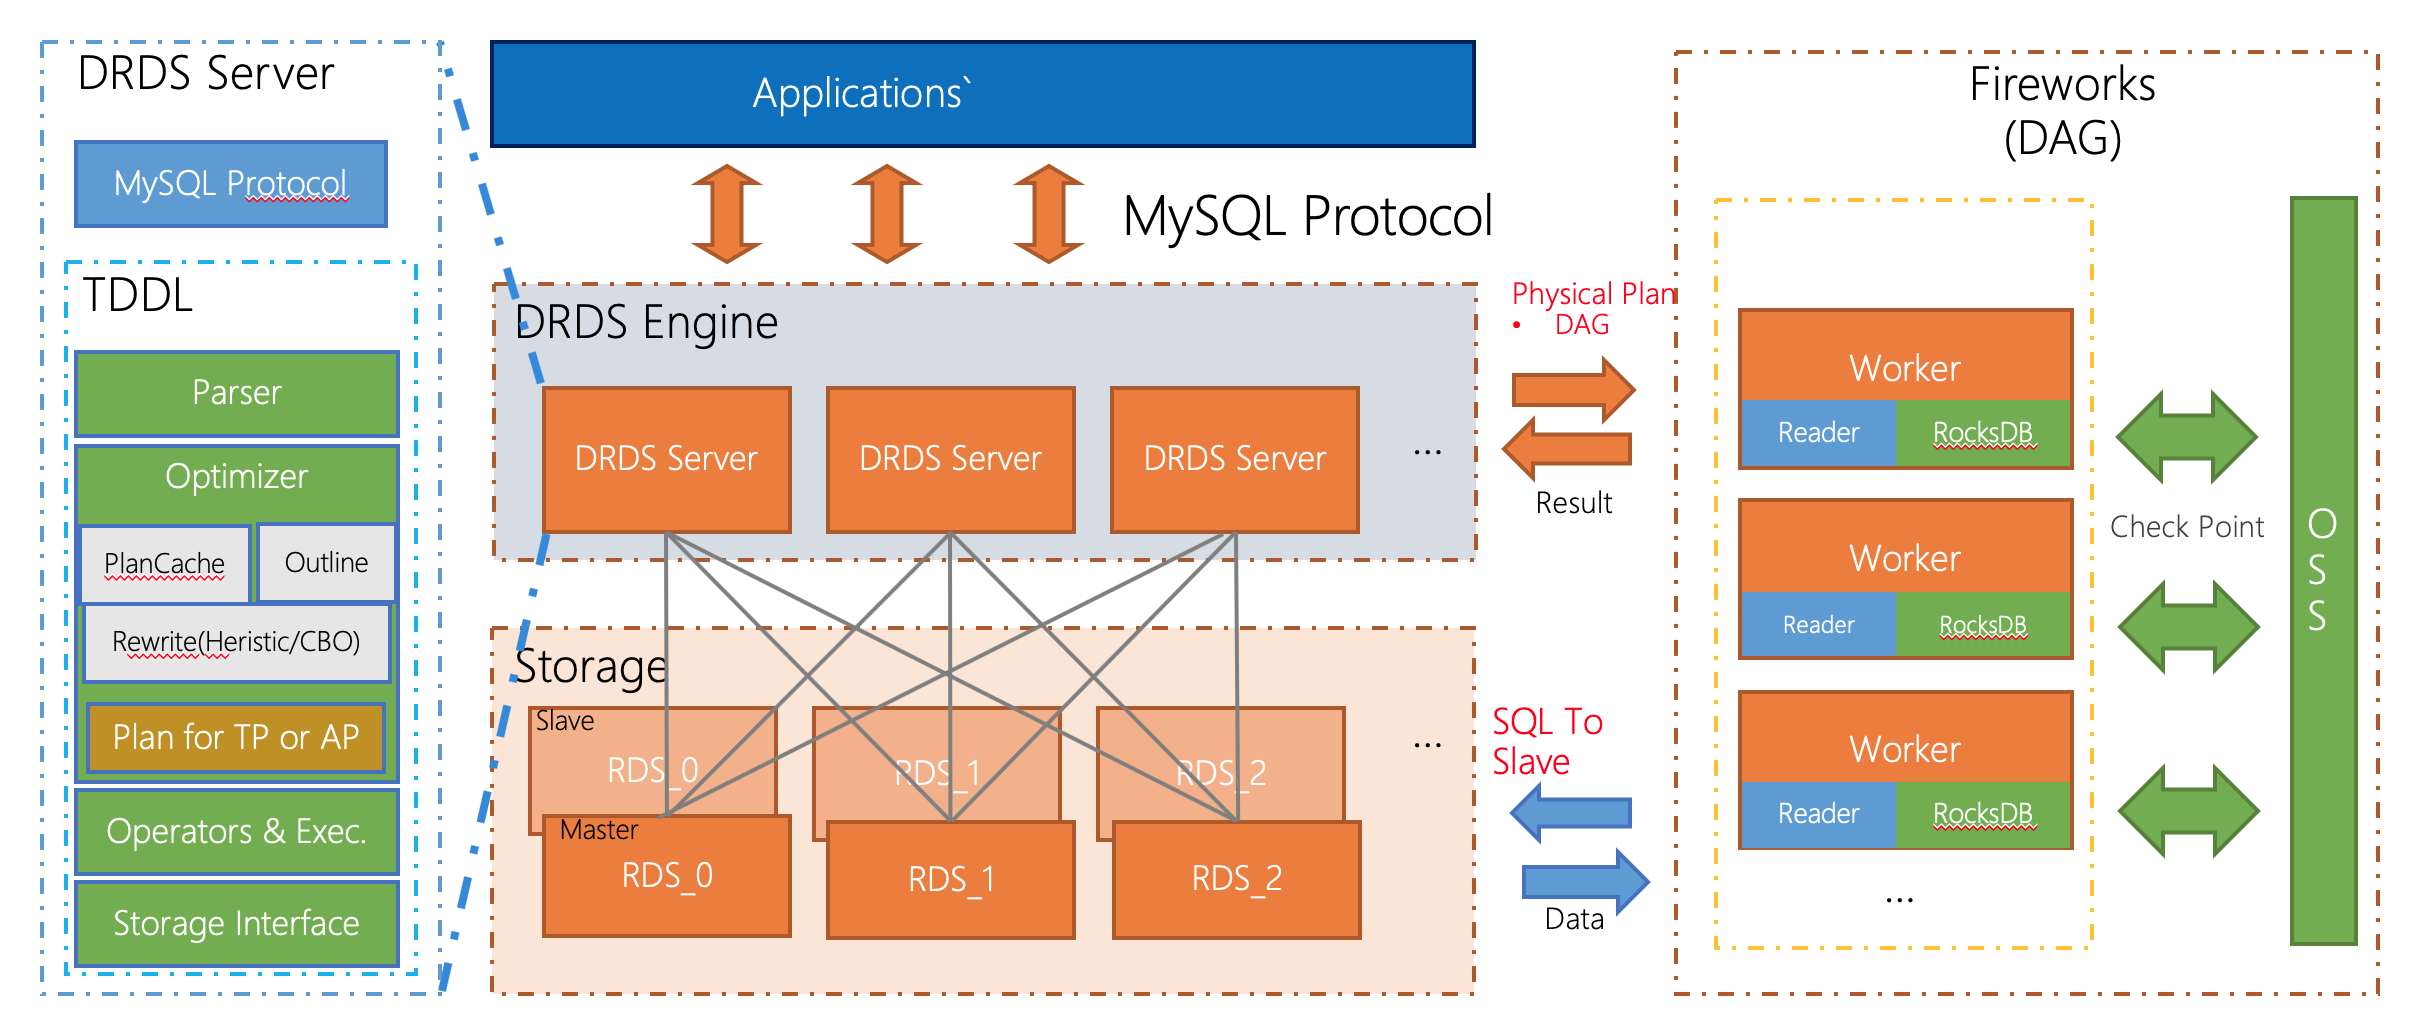 DRDS Server
MySQL Protocol
TDDL
Parser
Optimizer
PlanCache
Outline
Rewrite(Heristic/CBO)
Plan for TP or AP
Operators & Exec.
Storage Interface
Applications`
MySQL Protocol
DRDS Engine
DRDS Server
DRDS Server
DRDS Server
...
Storage
Slave
RDS_0
RDS_1
RDS_2
...
Master
RDS_0
RDS_1
RDS_2
Physical Plan
• DAG
Result
SQL To
Slave
Data
Fireworks
(DAG)
Worker
Reader
RocksDB
Worker
Reader
RocksDB
Worker
Reader
RocksDB
...
Check Point
O
S
S